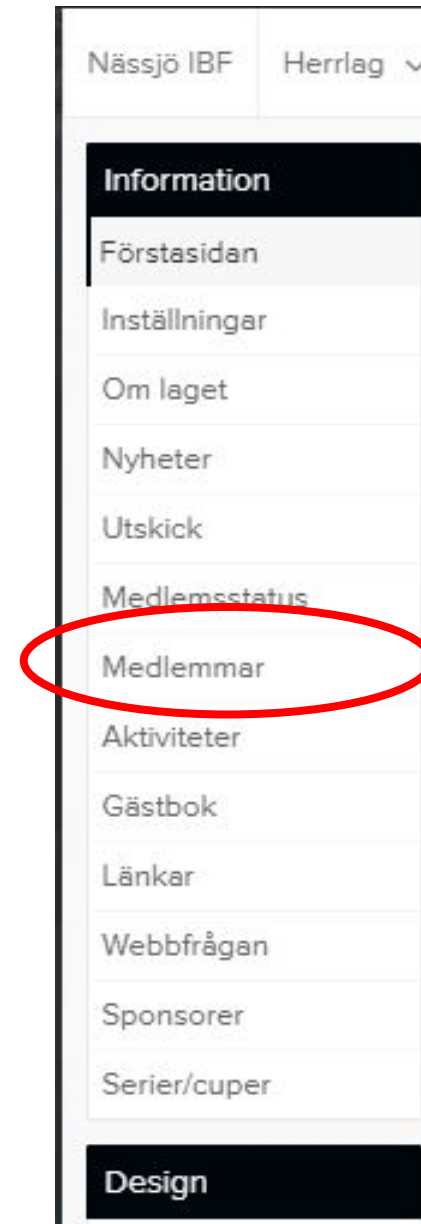 Nässjö IBF Herrlag
Information
Förstasidan
Inställningar
Om laget
Nyheter
Utskick
Medlemsstatus
Medlemmar
Aktiviteter
Gästbok
Länkar
Webbfrågan
Sponsorer
Serier/cuper
Design